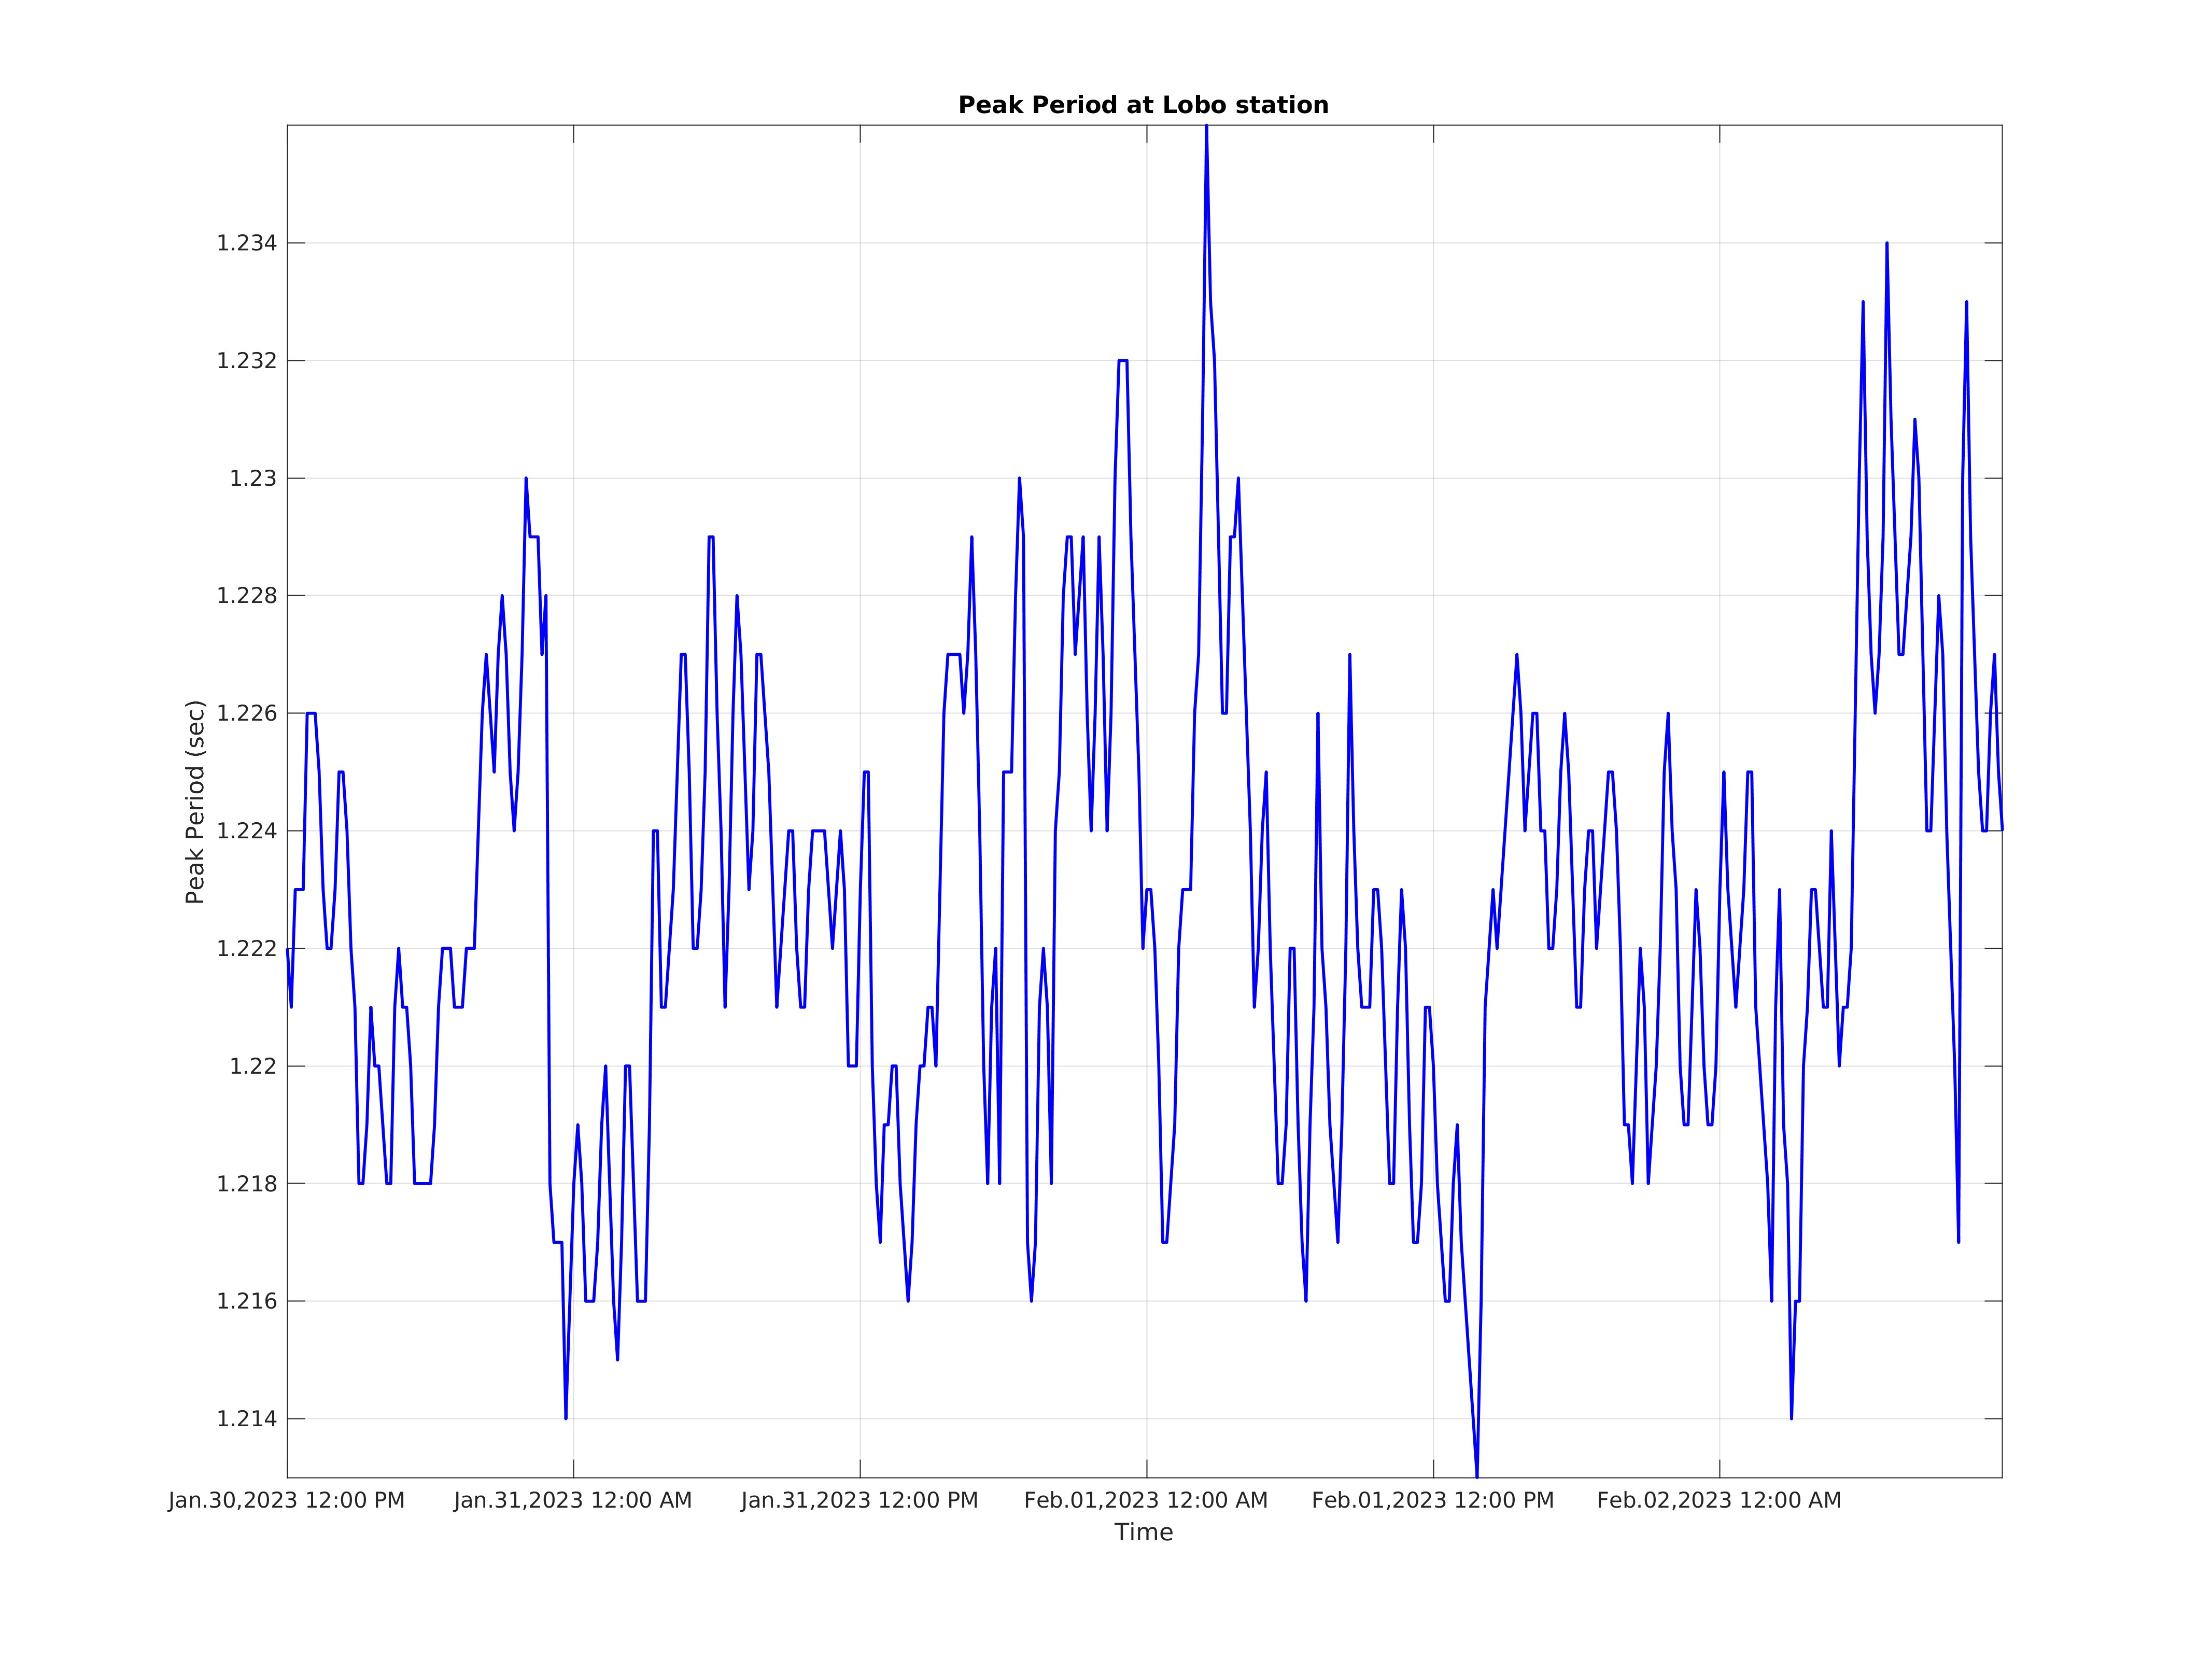 Peak Period at Lobo station
1.234
1.232
1.23
1.228
1.226
1.224
1.222
1.22
1.218
1.216
1.214
Peak Period (sec)
Jan.30,2023 12:00 PM Jan.31,2023 12:00 AM Jan.31,2023 12:00 PM Feb.01,2023 12:00 AM Feb.01,2023 12:00 PM Feb.02,2023 12:00 AM
Time